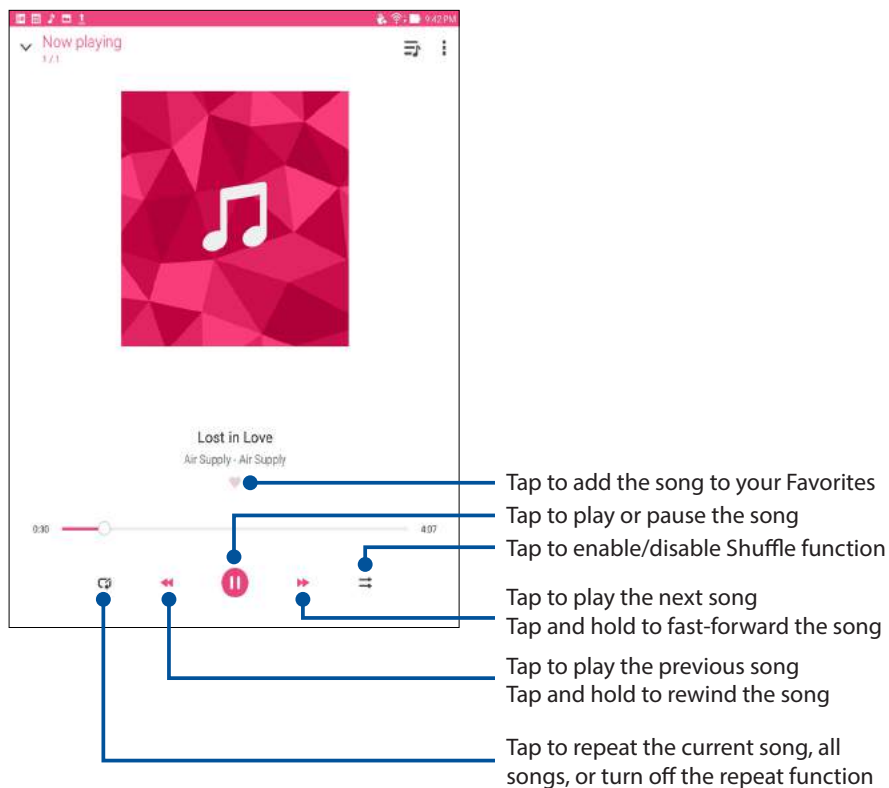 9:42 PM
Now playing
1 / 1
Lost in Love
Air Supply - Air Supply
0:30
4:07
Tap to add the song to your Favorites
Tap to play or pause the song
Tap to enable/disable Shuffle function
Tap to play the next song
Tap and hold to fast-forward the song
Tap to play the previous song
Tap and hold to rewind the song
Tap to repeat the current song, all
songs, or turn off the repeat function